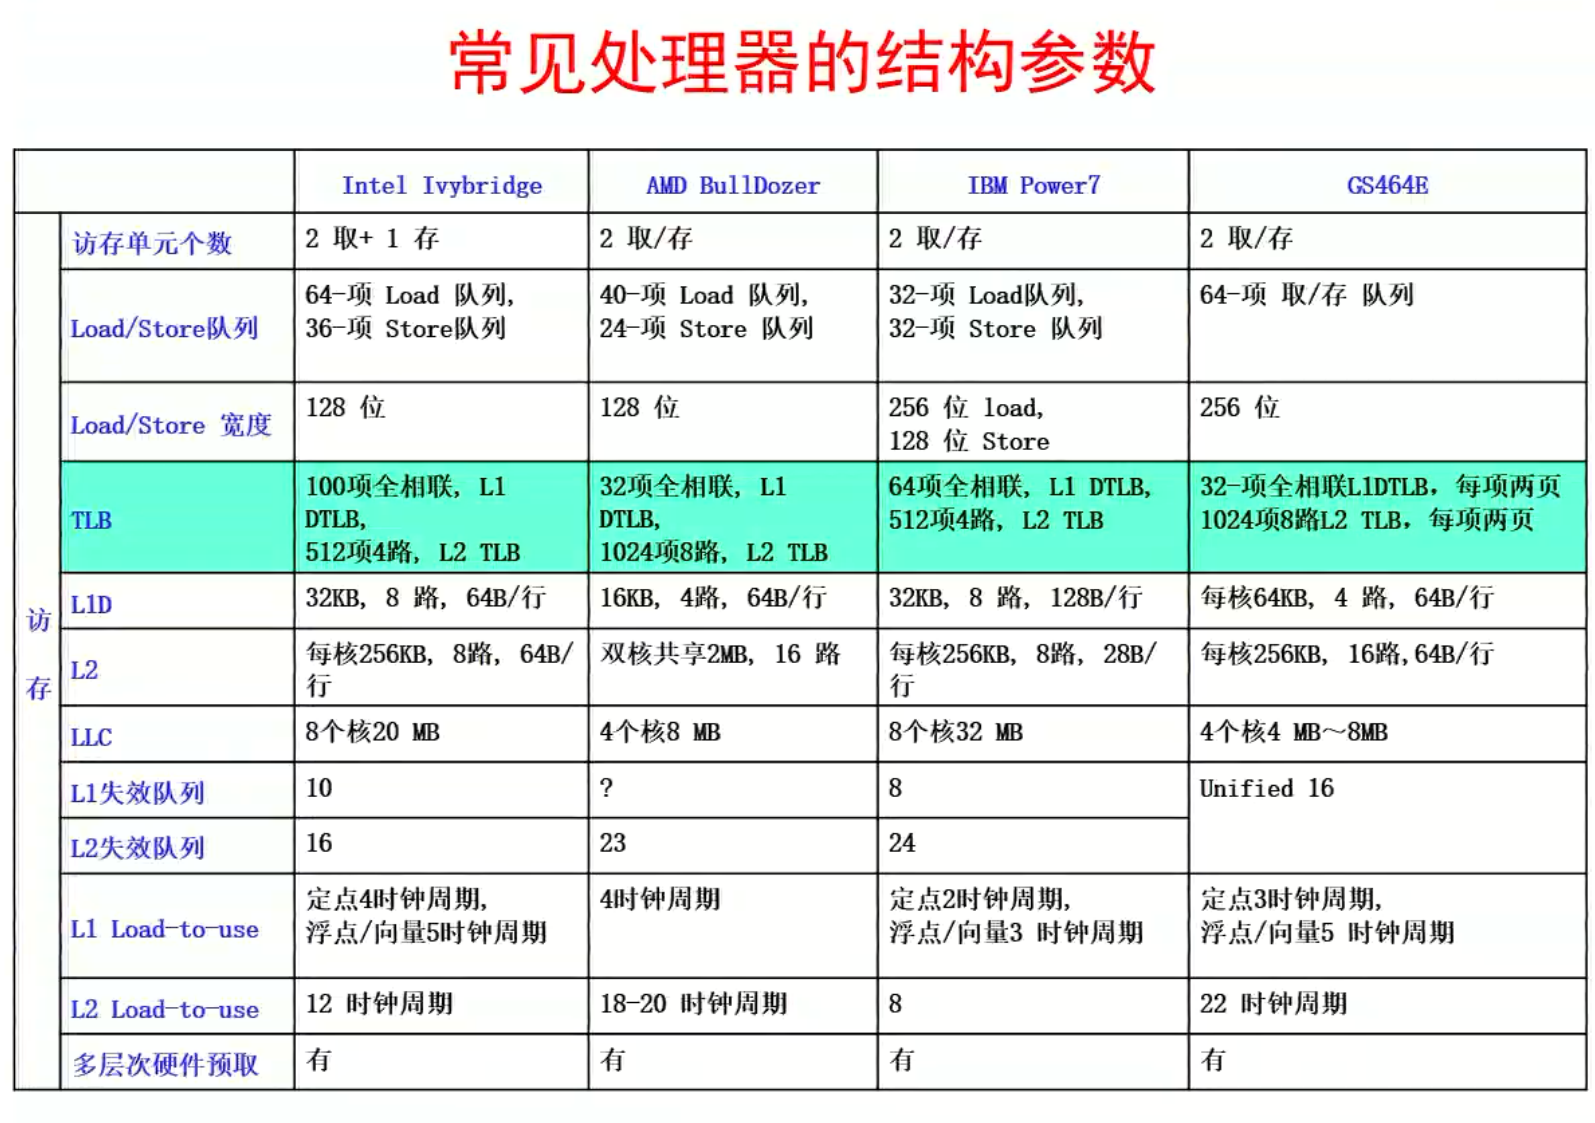 常见处理器的结构参数
Intel Ivybridge
AMD BullDozer
IBM Power7
GS464E
访
存
访存单元个数
2 取+ 1 存
2 取/存
2 取/存
2 取/存
Load/Store队列
64-项 Load 队列,
36-项 Store队列
40-项 Load 队列,
24-项 Store 队列
32-项 Load队列,
32-项 Store 队列
64-项 取/存 队列
Load/Store 宽度
128 位
128 位
256 位 load,
128 位 Store
256 位
TLB
100项全相联, L1
DTLB,
512项4路, L2 TLB
32项全相联, L1
DTLB,
1024项8路, L2 TLB
64项全相联, L1 DTLB,
512项4路, L2 TLB
32-项全相联L1DTLB，每项两页
1024项8路L2 TLB，每项两页
L1D
32KB, 8 路, 64B/行
16KB, 4路, 64B/行
32KB, 8 路, 128B/行
每核64KB, 4 路, 64B/行
L2
每核256KB, 8路, 64B/
行
双核共享2MB, 16 路
每核256KB, 8路, 28B/
行
每核256KB, 16路,64B/行
LLC
8个核20 MB
4个核8 MB
8个核32 MB
4个核4 MB～8MB
L1失效队列
10
?
8
Unified 16
L2失效队列
16
23
24
L1 Load-to-use
定点4时钟周期,
浮点/向量5时钟周期
4时钟周期
定点2时钟周期,
浮点/向量3 时钟周期
定点3时钟周期,
浮点/向量5 时钟周期
L2 Load-to-use
12 时钟周期
18-20 时钟周期
8
22 时钟周期
多层次硬件预取
有
有
有
有